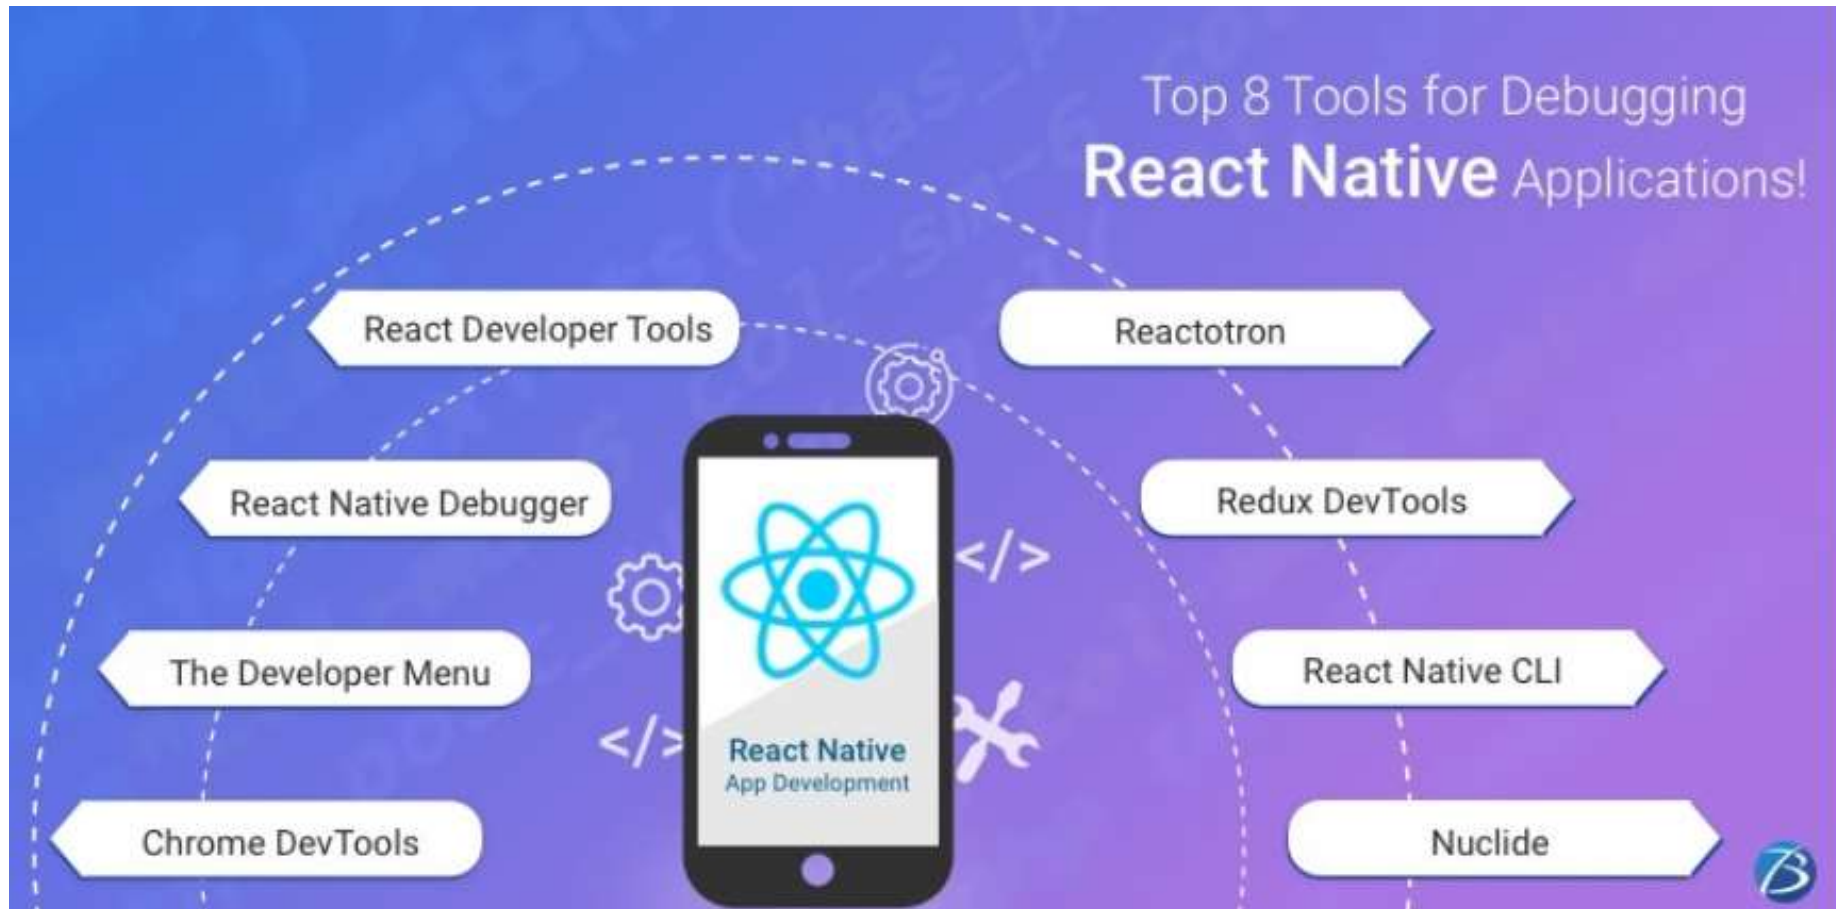 Top 8 Tools for Debugging
React Native Applications!
React Developer Tools
Reactotron
React Native Debugger
Redux DevTools
</>
The Developer Menu
React Native CLI
</>
React Native
App Development
Chrome DevTools
Nuclide
B